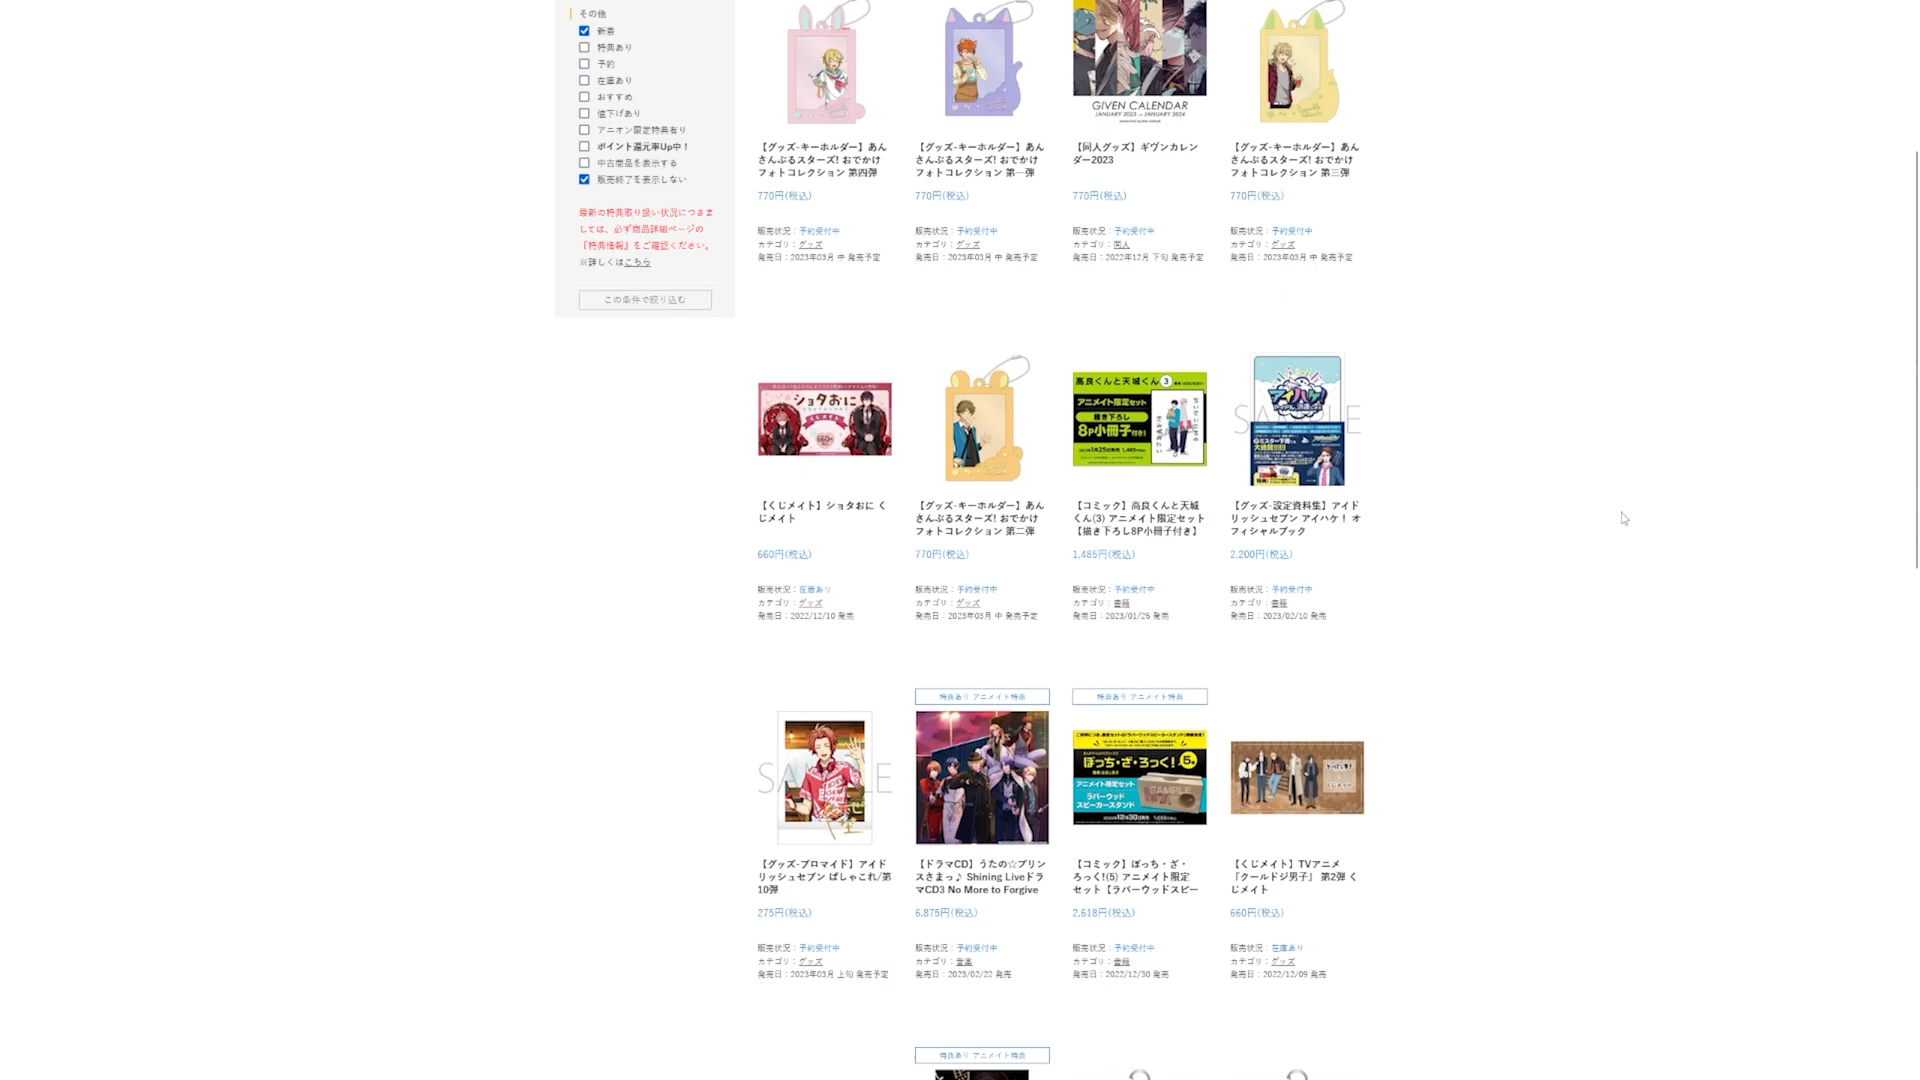 その他
新着
特典あり
予約
在庫あり
おすすめ
値下げあり
アニオン限定特典有り
ポイント還元率Up中！
中古商品を表示する
販売終了を表示しない
最新の特典取り扱い状況につきま
しては、必ず商品詳細ページの
『特典情報』をご確認ください。
※詳しくはこちら
この条件で絞り込む
GIVEN CALENDAR
JANUARY 2023 → JANUARY 2024
【グッズ-キーホルダー】あん
さんぶるスターズ! おでかけ
フォトコレクション 第四弾
770円(税込)
販売状況：予約受付中
カテゴリ：グッズ
発売日：2023年03月 中 発売予定
【グッズ-キーホルダー】あん
さんぶるスターズ! おでかけ
フォトコレクション 第一弾
770円(税込)
販売状況：予約受付中
カテゴリ：グッズ
発売日：2023年03月 中 発売予定
【同人グッズ】ギヴンカレン
ダー2023
770円(税込)
販売状況：予約受付中
カテゴリ：同人
発売日：2022年12月 下旬 発売予定
【グッズ-キーホルダー】あん
さんぶるスターズ! おでかけ
フォトコレクション 第三弾
770円(税込)
販売状況：予約受付中
カテゴリ：グッズ
発売日：2023年03月 中 発売予定
ショタおに
660円
【くじメイト】ショタおに く
じメイト
660円(税込)
販売状況：在庫あり
カテゴリ：グッズ
発売日：2022/12/10 発売
【グッズ-キーホルダー】あん
さんぶるスターズ! おでかけ
フォトコレクション 第二弾
770円(税込)
販売状況：予約受付中
カテゴリ：グッズ
発売日：2023年03月 中 発売予定
高良くんと天城くん 3
アニメイト限定セット
描き下ろし
8P小冊子付き!
【コミック】高良くんと天城
くん(3) アニメイト限定セット
【描き下ろし8P小冊子付き】
1,485円(税込)
販売状況：予約受付中
カテゴリ：書籍
発売日：2023/01/25 発売
アイハケ!
SAMPLE
【グッズ-設定資料集】アイド
リッシュセブン アイハケ！ オ
フィシャルブック
2,200円(税込)
販売状況：予約受付中
カテゴリ：書籍
発売日：2023/02/10 発売
SAMPLE
【グッズ-ブロマイド】アイド
リッシュセブン ぱしゃこれ/第
10弾
275円(税込)
販売状況：予約受付中
カテゴリ：グッズ
発売日：2023年03月 上旬 発売予定
特典あり アニメイト特典
【ドラマCD】うたの☆プリン
スさまっ♪ Shining Liveドラ
マCD3 No More to Forgive
6,875円(税込)
販売状況：予約受付中
カテゴリ：音楽
発売日：2023/02/22 発売
特典あり アニメイト特典
ぼっち・ざ・ろっく! 5巻
アニメイト限定セット
ラバーウッド
スピーカースタンド
SAMPLE
【コミック】ぼっち・ざ・
ろっく!(5) アニメイト限定
セット【ラバーウッドスピー
2,618円(税込)
販売状況：予約受付中
カテゴリ：書籍
発売日：2022/12/30 発売
【くじメイト】TVアニメ
『クールドジ男子』 第2弾 く
じメイト
660円(税込)
販売状況：在庫あり
カテゴリ：グッズ
発売日：2022/12/09 発売
特典あり アニメイト特典